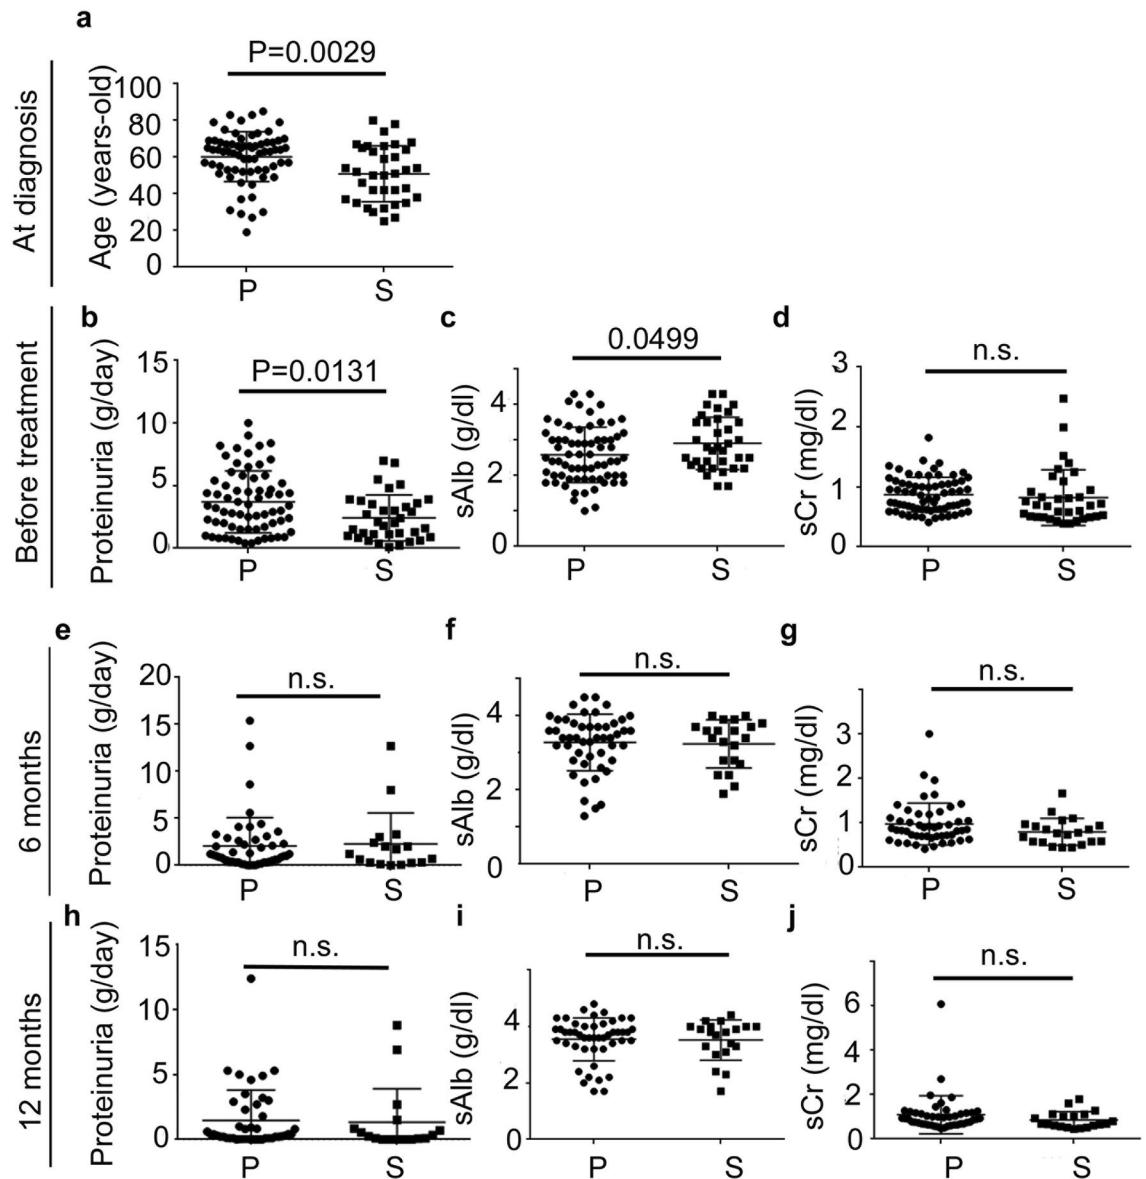 a
At diagnosis
Age (years-old)
P=0.0029
100
80
60
40
20
0
P
S
Before treatment
b
Proteinuria (g/day)
P=0.0131
15
10
5
0
P
S
c
sAlb (g/dl)
0.0499
4
2
0
P
S
d
sCr (mg/dl)
n.s.
3
2
1
0
P
S
6 months
e
Proteinuria (g/day)
n.s.
20
15
10
5
0
P
S
f
sAlb (g/dl)
n.s.
4
2
0
P
S
g
sCr (mg/dl)
n.s.
3
2
1
0
P
S
12 months
h
Proteinuria (g/day)
n.s.
15
10
5
0
P
S
i
sAlb (g/dl)
n.s.
4
2
0
P
S
j
sCr (mg/dl)
n.s.
6
4
2
0
P
S